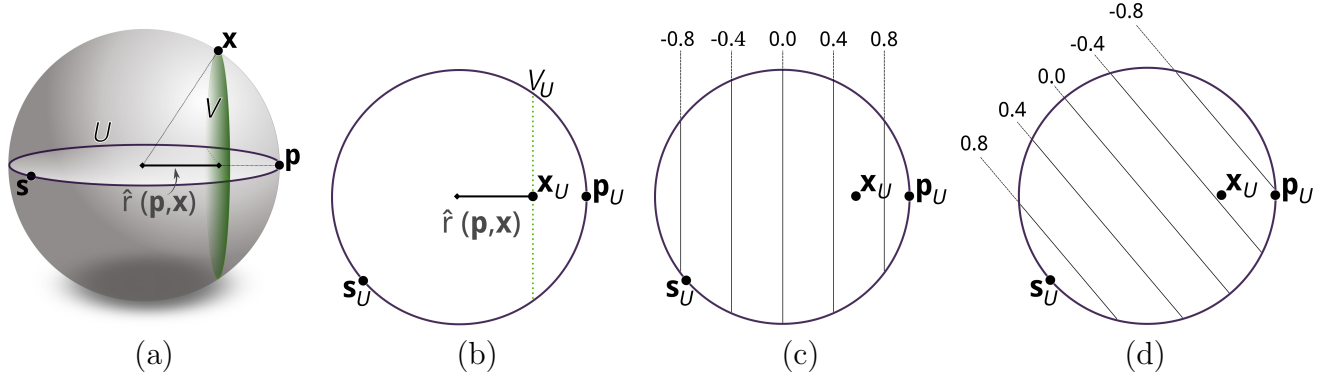 x
V
U
p
s
r̂ (p,x)
(a)
V_U
x_U
p_U
r̂ (p,x)
s_U
(b)
-0.8 -0.4 0.0 0.4 0.8
x_U
p_U
s_U
(c)
-0.8
-0.4
0.0
0.4
0.8
x_U
p_U
s_U
(d)